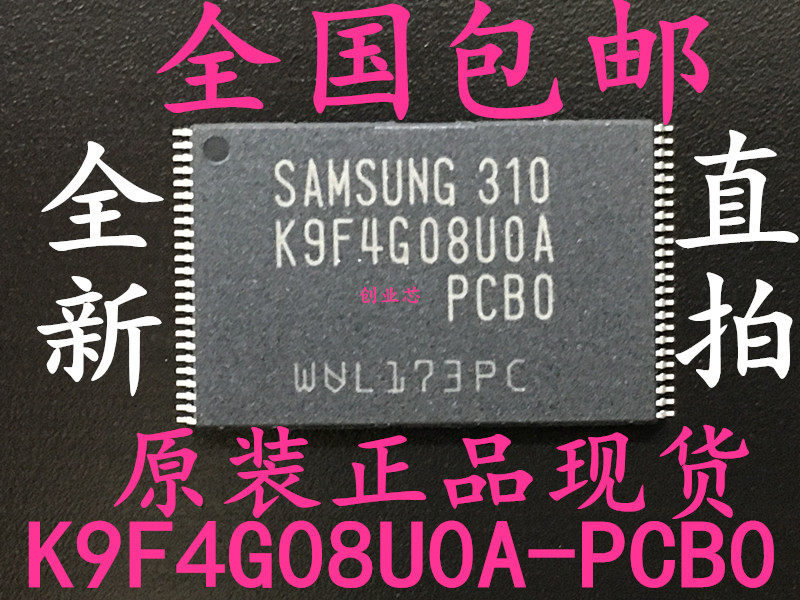 全国包邮
全新
直拍
SAMSUNG 310
K9F4G08U0A
创业芯
PCB0
WVL173PC
原装正品现货
K9F4G08U0A-PCB0